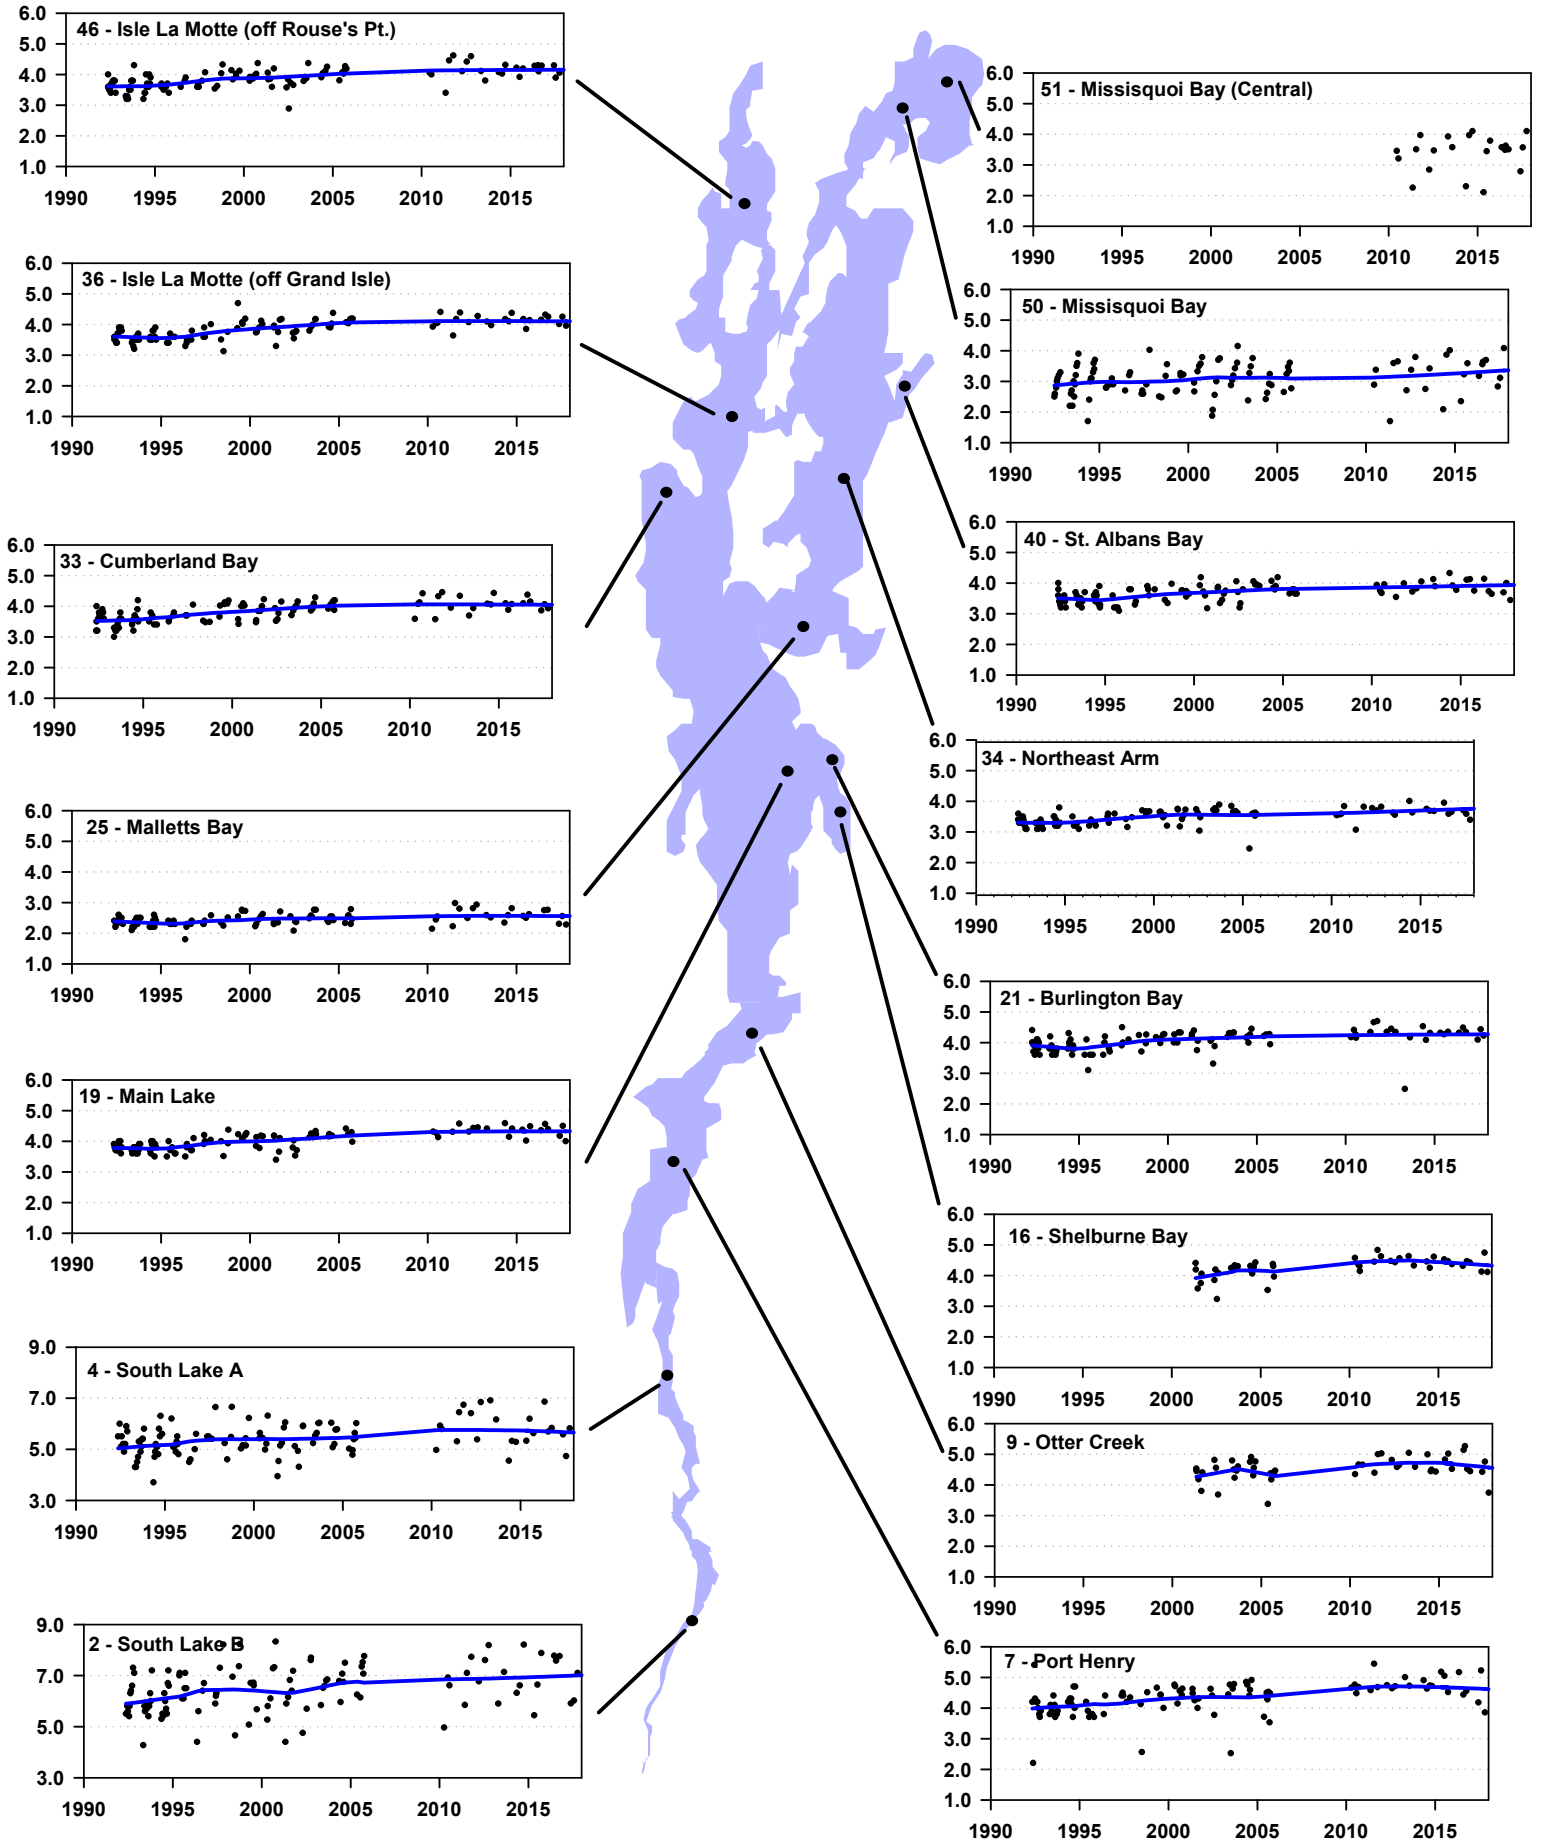 46 - Isle La Motte (off Rouse's Pt.)
6.0
5.0
4.0
3.0
2.0
1.0
1990 1995 2000 2005 2010 2015
36 - Isle La Motte (off Grand Isle)
6.0
5.0
4.0
3.0
2.0
1.0
1990 1995 2000 2005 2010 2015
33 - Cumberland Bay
6.0
5.0
4.0
3.0
2.0
1.0
1990 1995 2000 2005 2010 2015
25 - Malletts Bay
6.0
5.0
4.0
3.0
2.0
1.0
1990 1995 2000 2005 2010 2015
19 - Main Lake
6.0
5.0
4.0
3.0
2.0
1.0
1990 1995 2000 2005 2010 2015
4 - South Lake A
9.0
7.0
5.0
3.0
1990 1995 2000 2005 2010 2015
2 - South Lake B
9.0
7.0
5.0
3.0
1990 1995 2000 2005 2010 2015
51 - Missisquoi Bay (Central)
6.0
5.0
4.0
3.0
2.0
1.0
1990 1995 2000 2005 2010 2015
50 - Missisquoi Bay
6.0
5.0
4.0
3.0
2.0
1.0
1990 1995 2000 2005 2010 2015
40 - St. Albans Bay
6.0
5.0
4.0
3.0
2.0
1.0
1990 1995 2000 2005 2010 2015
34 - Northeast Arm
6.0
5.0
4.0
3.0
2.0
1.0
1990 1995 2000 2005 2010 2015
21 - Burlington Bay
6.0
5.0
4.0
3.0
2.0
1.0
1990 1995 2000 2005 2010 2015
16 - Shelburne Bay
6.0
5.0
4.0
3.0
2.0
1.0
1990 1995 2000 2005 2010 2015
9 - Otter Creek
6.0
5.0
4.0
3.0
2.0
1.0
1990 1995 2000 2005 2010 2015
7 - Port Henry
6.0
5.0
4.0
3.0
2.0
1.0
1990 1995 2000 2005 2010 2015